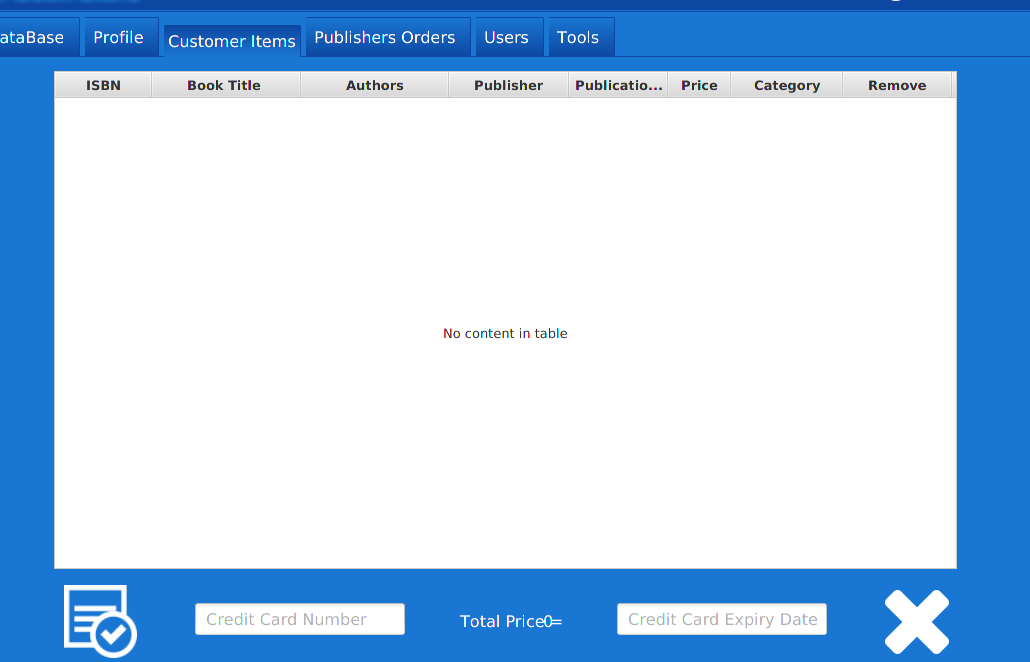 ataBase Profile Customer Items Publishers Orders Users Tools
ISBN Book Title Authors Publisher Publicatio... Price Category Remove
No content in table
Credit Card Number Total Price0= Credit Card Expiry Date